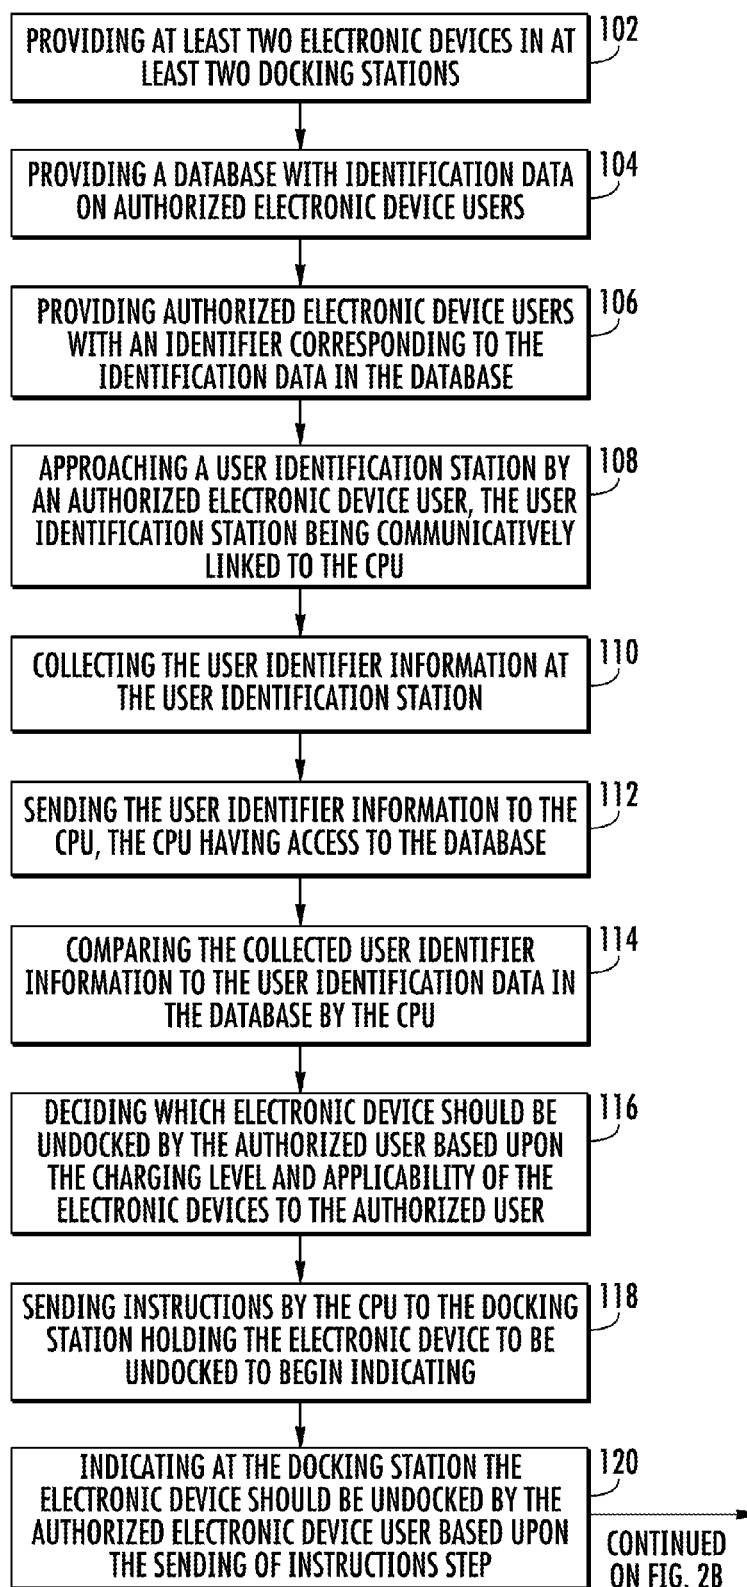 PROVIDING AT LEAST TWO ELECTRONIC DEVICES IN AT
LEAST TWO DOCKING STATIONS
102
PROVIDING A DATABASE WITH IDENTIFICATION DATA
ON AUTHORIZED ELECTRONIC DEVICE USERS
104
PROVIDING AUTHORIZED ELECTRONIC DEVICE USERS
WITH AN IDENTIFIER CORRESPONDING TO THE
IDENTIFICATION DATA IN THE DATABASE
106
APPROACHING A USER IDENTIFICATION STATION BY
AN AUTHORIZED ELECTRONIC DEVICE USER, THE USER
IDENTIFICATION STATION BEING COMMUNICATIVELY
LINKED TO THE CPU
108
COLLECTING THE USER IDENTIFIER INFORMATION AT
THE USER IDENTIFICATION STATION
110
SENDING THE USER IDENTIFIER INFORMATION TO THE
CPU, THE CPU HAVING ACCESS TO THE DATABASE
112
COMPARING THE COLLECTED USER IDENTIFIER
INFORMATION TO THE USER IDENTIFICATION DATA IN
THE DATABASE BY THE CPU
114
DECIDING WHICH ELECTRONIC DEVICE SHOULD BE
UNDOCKED BY THE AUTHORIZED USER BASED UPON
THE CHARGING LEVEL AND APPLICABILITY OF THE
ELECTRONIC DEVICES TO THE AUTHORIZED USER
116
SENDING INSTRUCTIONS BY THE CPU TO THE DOCKING
STATION HOLDING THE ELECTRONIC DEVICE TO BE
UNDOCKED TO BEGIN INDICATING
118
INDICATING AT THE DOCKING STATION THE
ELECTRONIC DEVICE SHOULD BE UNDOCKED BY THE
AUTHORIZED ELECTRONIC DEVICE USER BASED UPON
THE SENDING OF INSTRUCTIONS STEP
120
CONTINUED
ON FIG. 2B